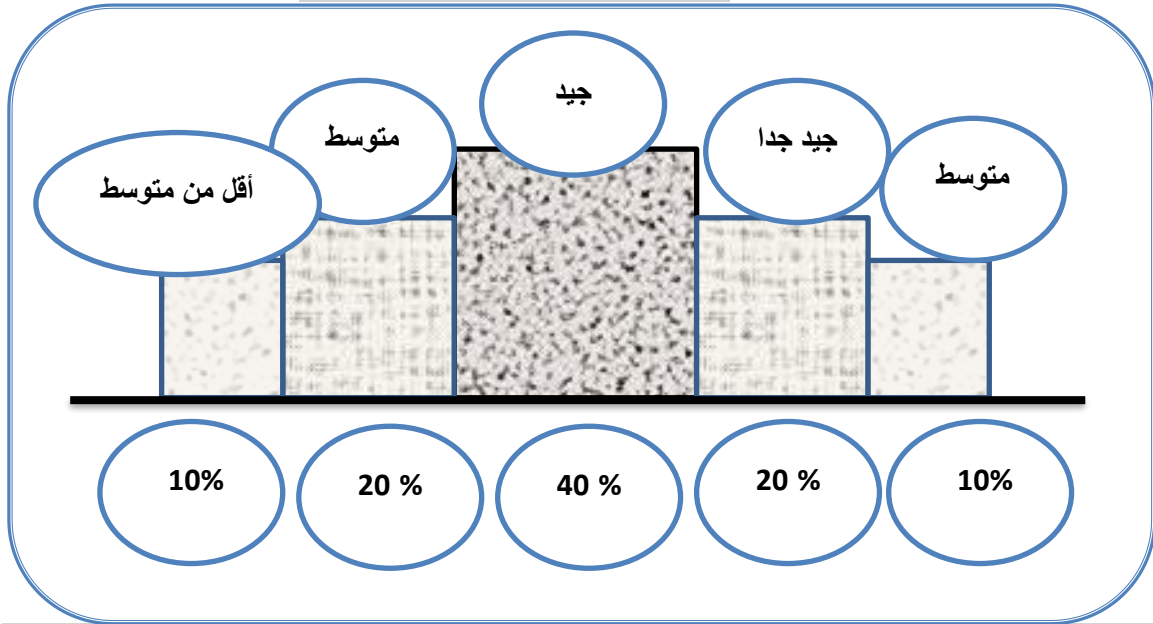 جيد
متوسط
جيد جدا
متوسط
أقل من متوسط
10%
20 %
40 %
20 %
10%